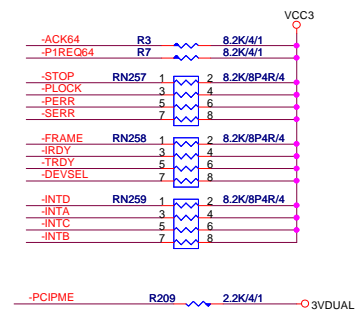 VCC3
-ACK64 R3 8.2K/4/1
-P1REQ64 R7 8.2K/4/1
-STOP RN257 1 2 8.2K/8P4R/4
-PLOCK 3 4
-PERR 5 6
-SERR 7 8
-FRAME RN258 1 2 8.2K/8P4R/4
-IRDY 3 4
-TRDY 5 6
-DEVSEL 7 8
-INTD RN259 1 2 8.2K/8P4R/4
-INTA 3 4
-INTC 5 6
-INTB 7 8
-PCIPME R209 2.2K/4/1 3VDUAL